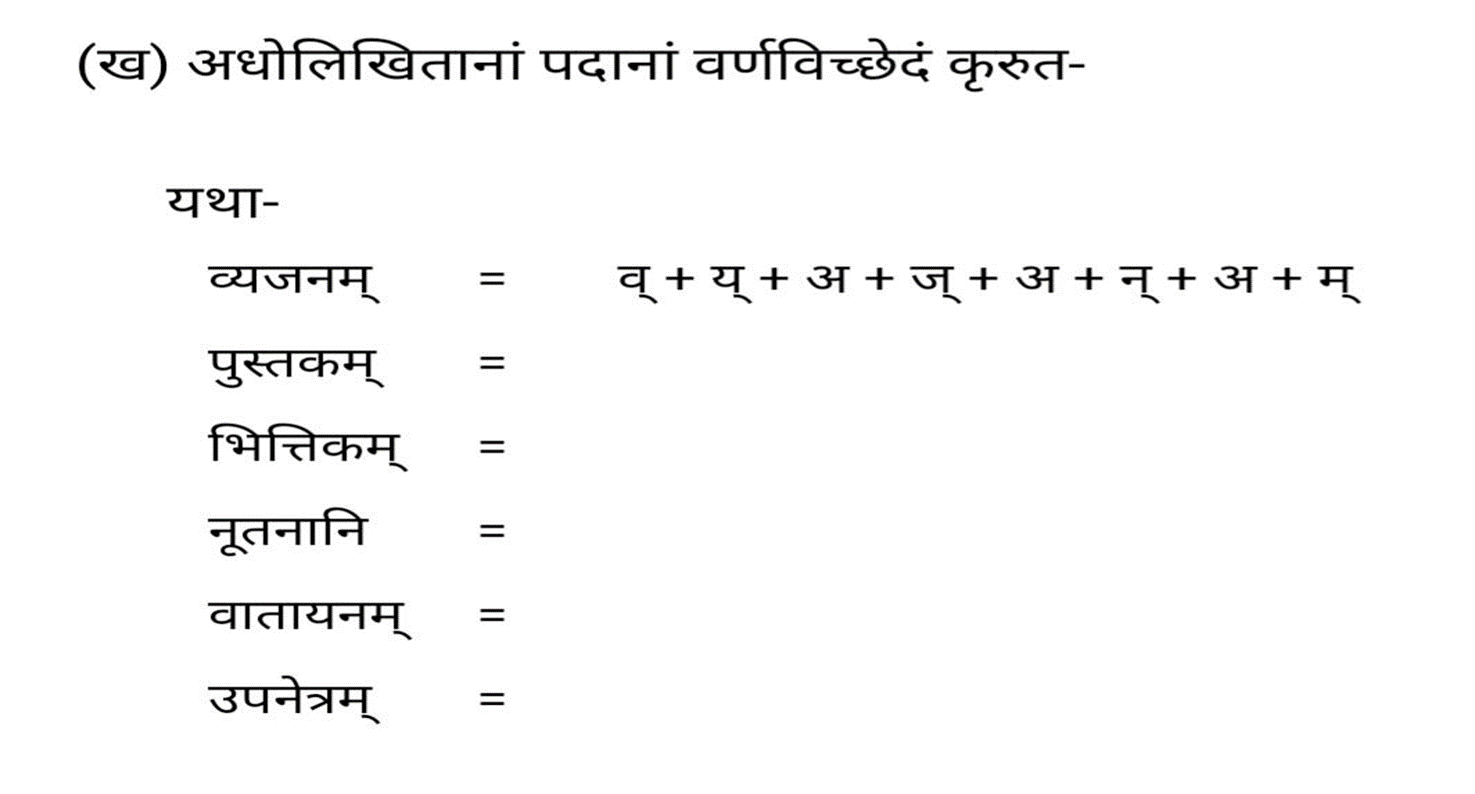 (ख) अधोलिखितानां पदानां वर्णविच्छेदं कृरुत-
यथा-
व्यजनम् = व् + य् + अ + ज् + अ + न् + अ + म्
पुस्तकम् =
भित्तिकम् =
नूतनानि =
वातायनम् =
उपनेत्रम् =